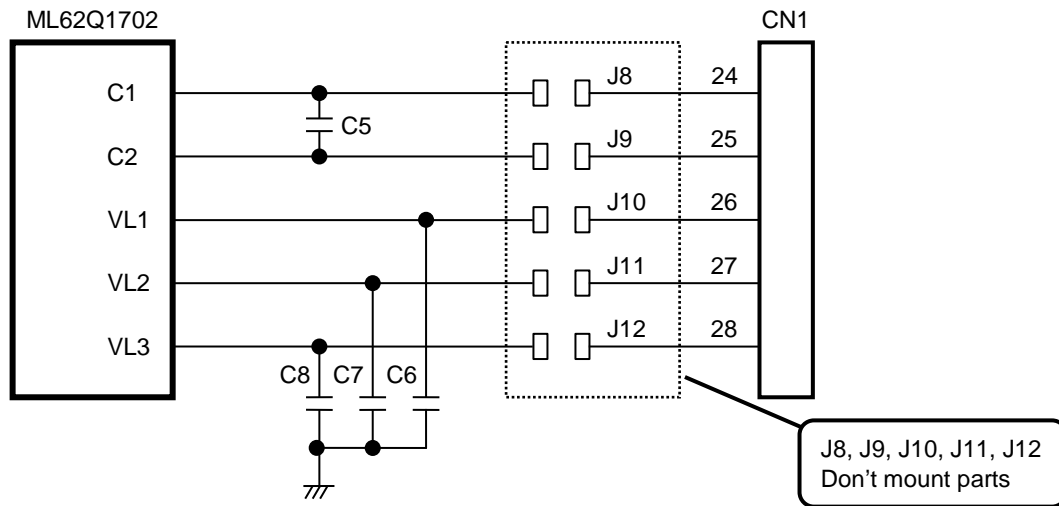 ML62Q1702
CN1
C1
J8
24
C5
C2
J9
25
VL1
J10
26
VL2
J11
27
VL3
J12
28
C8
C7
C6
J8, J9, J10, J11, J12
Don't mount parts